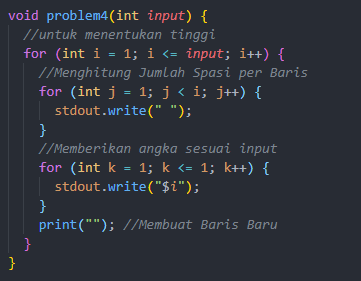 void problem4(int input) {
  //untuk menentukan tinggi
  for (int i = 1; i <= input; i++) {
    //Menghitung Jumlah Spasi per Baris
    for (int j = 1; j < i; j++) {
      stdout.write(" ");
    }
    //Memberikan angka sesuai input
    for (int k = 1; k <= 1; k++) {
      stdout.write("$i");
    }
    print(""); //Membuat Baris Baru
  }
}